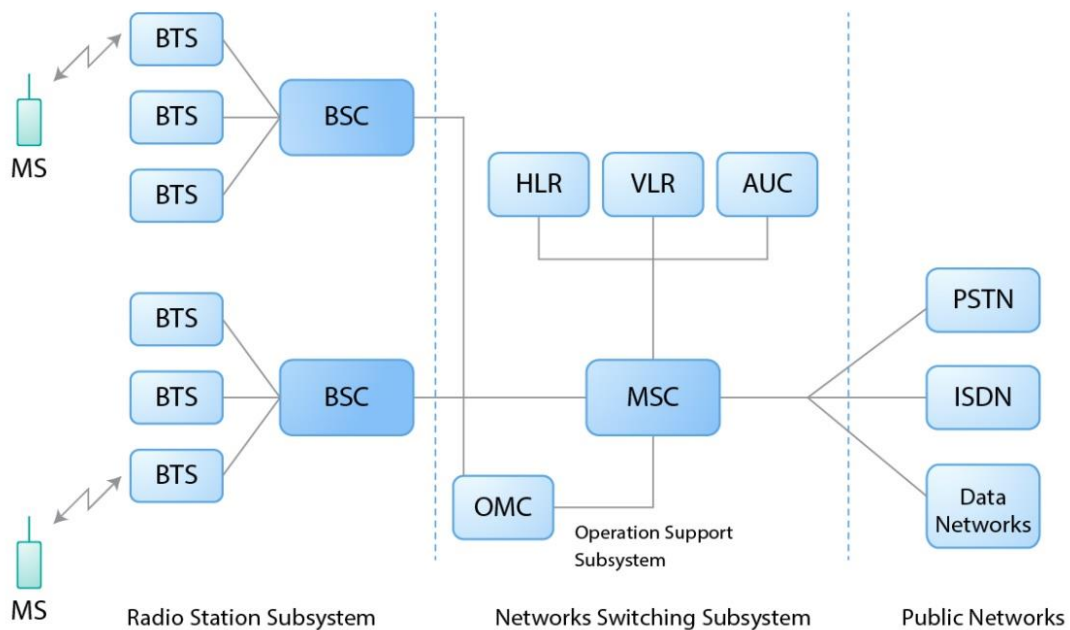 BTS
BTS
BTS
BSC
MS
HLR
VLR
AUC
BTS
BTS
BTS
BSC
MS
MSC
OMC
Operation Support
Subsystem
PSTN
ISDN
Data
Networks
Radio Station Subsystem
Networks Switching Subsystem
Public Networks